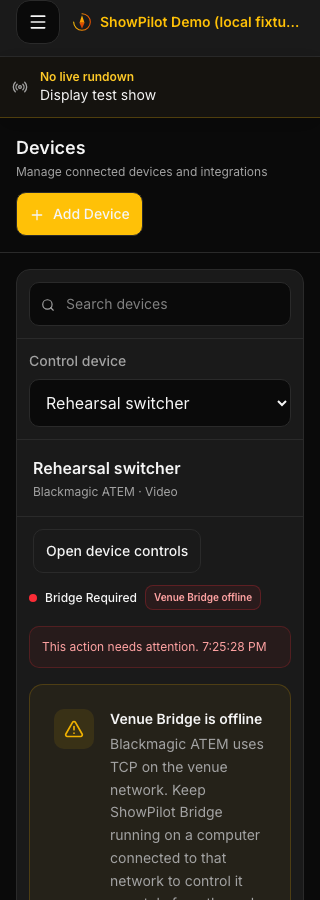 ShowPilot Demo (local fixtu...
No live rundown
Display test show
Devices
Manage connected devices and integrations
+ Add Device
Search devices
Control device
Rehearsal switcher
Rehearsal switcher
Blackmagic ATEM · Video
Open device controls
Bridge Required
Venue Bridge offline
This action needs attention. 7:25:28 PM
Venue Bridge is offline
Blackmagic ATEM uses
TCP on the venue
network. Keep
ShowPilot Bridge
running on a computer
connected to that
network to control it